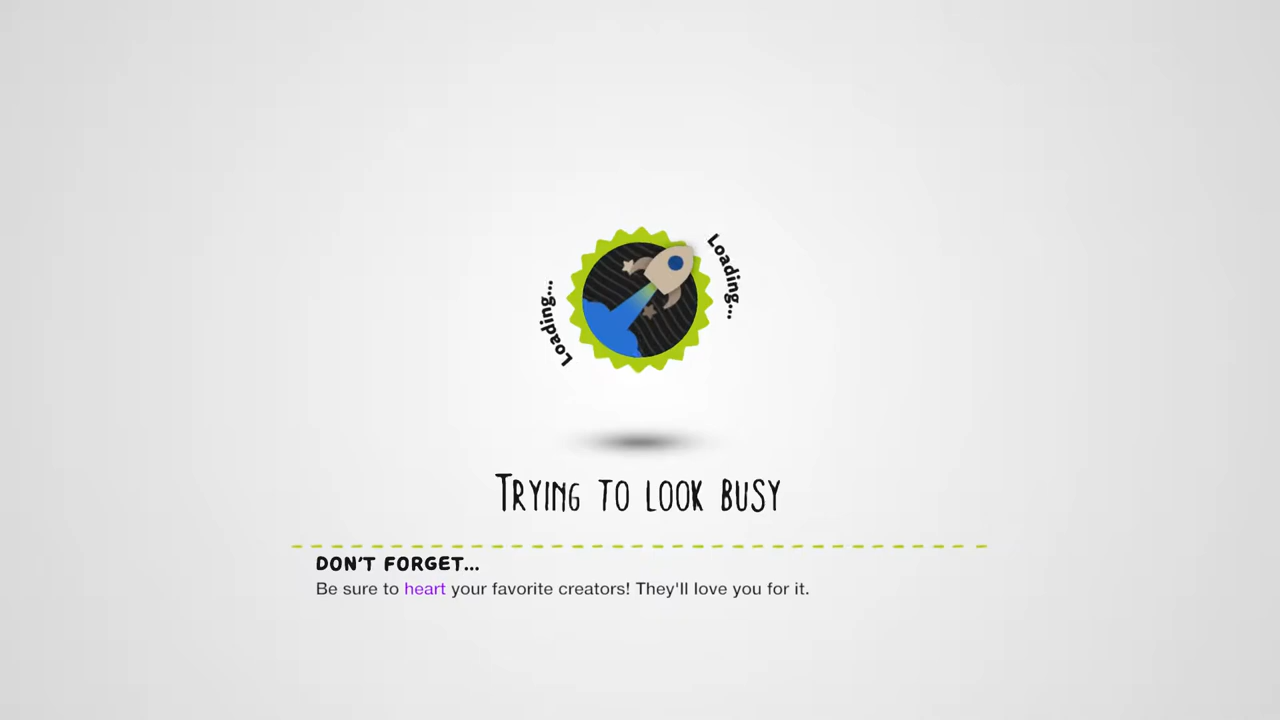 Loading...
Loading...
Trying to look busy
DON'T FORGET...
Be sure to heart your favorite creators! They'll love you for it.